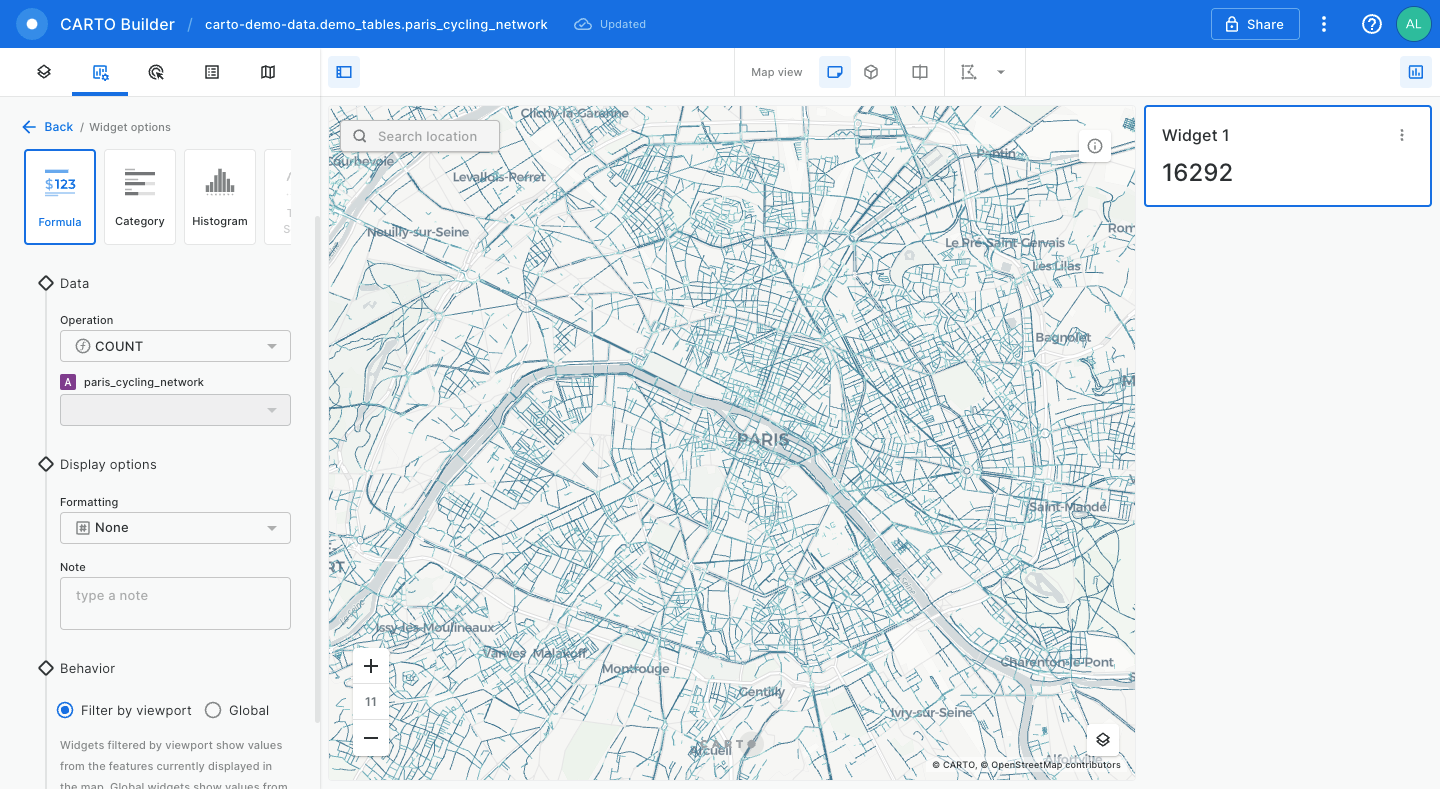 CARTO Builder / carto-demo-data.demo_tables.paris_cycling_network Updated Share AL
Map view
Back / Widget options
$123
Formula
Category
Histogram
Data
Operation
COUNT
A paris_cycling_network
Display options
Formatting
# None
Note
type a note
Behavior
Filter by viewport Global
Widgets filtered by viewport show values
from the features currently displayed in
the map. Global widgets show values from
Search location
Clichy-la-Garenne
Courbevoie
Levallois-Perret
Pantin
Neuilly-sur-Seine
Le Pré-Saint-Gervais
Rom
Les Lilas
Bagnolet
M
PARIS
Saint-Mandé
RT
Issy-les-Moulineaux
Vanves Malakoff
Montrouge
Charenton-le-Pont
S
Gentilly
Ivry-sur-Seine
Arcueil
CARTO
Alfortville
+
11
−
© CARTO, © OpenStreetMap contributors
Widget 1
16292